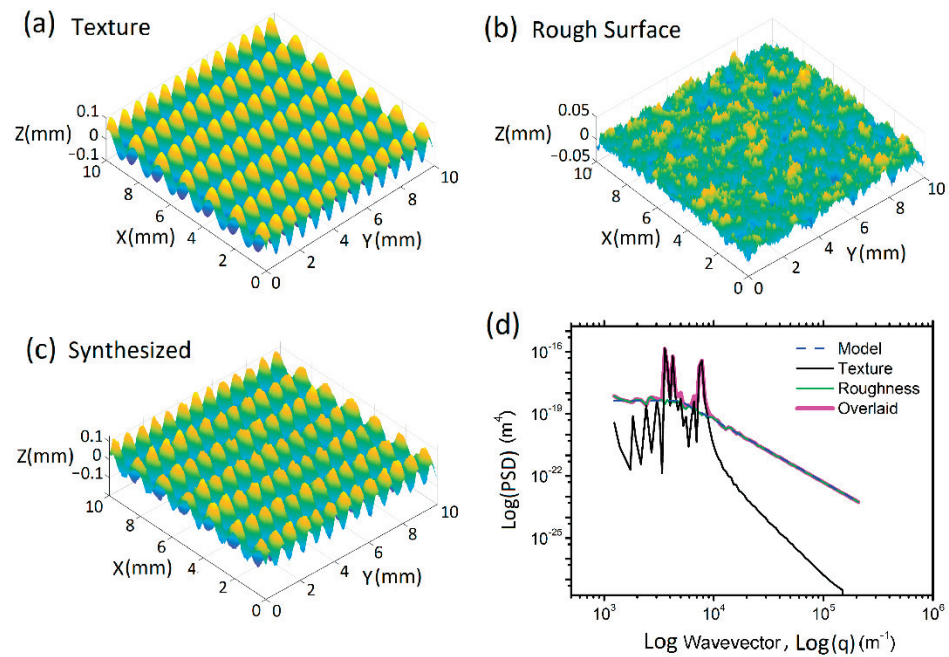 (a) Texture
Z(mm)
0.1
0
−0.1
10
8
6
4
2
0
X(mm)
0
2
4
6
8
10
Y(mm)
(b) Rough Surface
Z(mm)
0.05
0
−0.05
10
8
6
4
2
0
X(mm)
0
2
4
6
8
10
Y(mm)
(c) Synthesized
Z(mm)
0.1
0
−0.1
10
8
6
4
2
0
X(mm)
0
2
4
6
8
10
Y(mm)
(d)
Log(PSD) (m⁴)
10⁻¹⁶
10⁻¹⁹
10⁻²²
10⁻²⁵
Model
Texture
Roughness
Overlaid
10³
10⁴
10⁵
10⁶
Log Wavevector, Log(q) (m⁻¹)